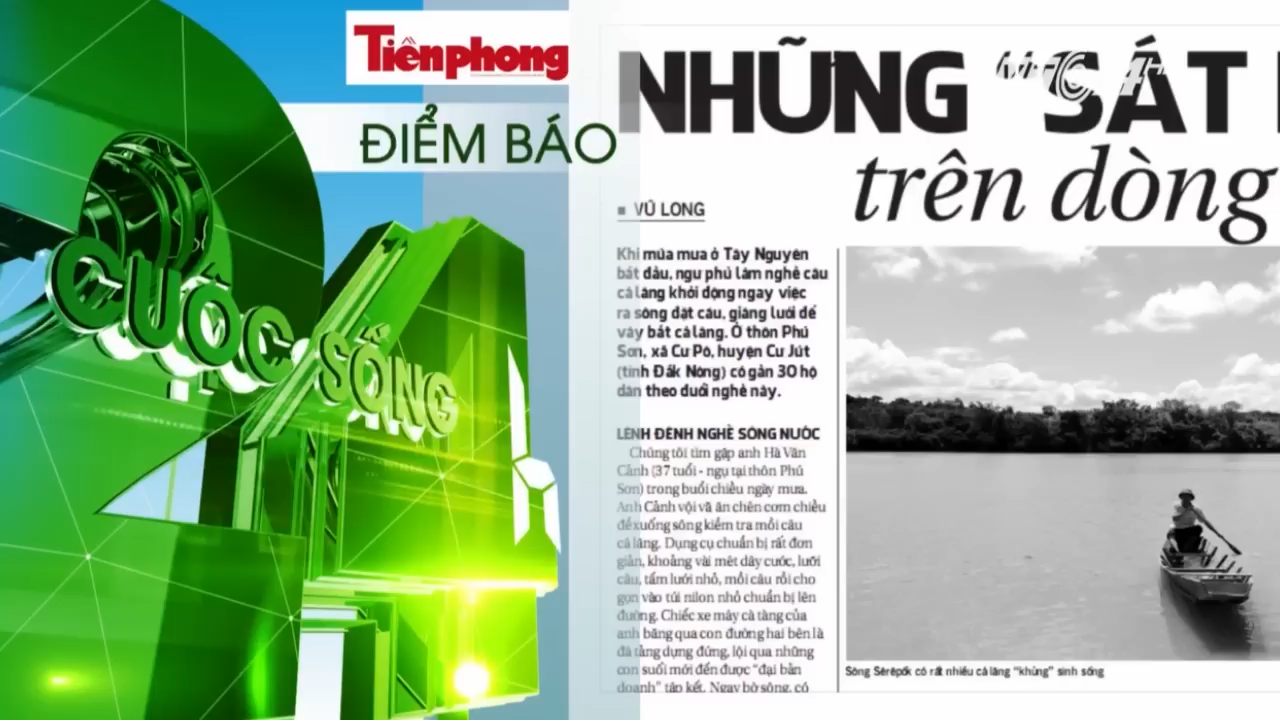 Tiền phong
ĐIỂM BÁO
CUỘC SỐNG
24h
NHỮNG "SÁT
trên dòng
VŨ LONG
Khi mùa mưa ở Tây Nguyên
bắt đầu, ngư phủ làm nghề câu
cá lăng khởi động ngay việc
ra sông đặt câu, giăng lưới để
vây bắt cá lăng. Ở thôn Phú
Sơn, xã Cư Pô, huyện Cư Jút
(tỉnh Đắk Nông) có gần 30 hộ
dân theo đuổi nghề này.
LÊNH ĐÊNH NGHỀ SÔNG NƯỚC
Chúng tôi tìm gặp anh Hà Văn
Cảnh (37 tuổi - ngụ tại thôn Phú
Sơn) trong buổi chiều ngày mưa.
Anh Cảnh vội vã ăn chén cơm chiều
để xuống sông kiểm tra mồi câu
cá lăng. Dụng cụ chuẩn bị rất đơn
giản, khoảng vài mét dây cước, lưỡi
câu, tấm lưới nhỏ, mồi câu rồi cho
gọn vào túi nilon nhỏ chuẩn bị lên
đường. Chiếc xe máy cà tàng của
anh băng qua con đường hai bên là
đá tảng dựng đứng, lội qua những
con suối mới đến được "đại bản
doanh" tập kết. Ngay bờ sông, có
Sông Sêrêpốk có rất nhiều cá lăng "khủng" sinh sống